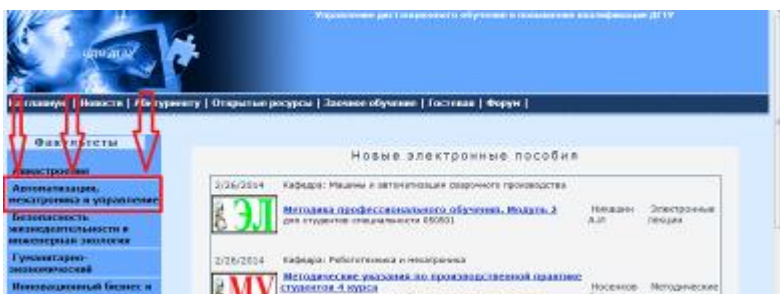 Управление дистанционного обучения и повышения квалификации ДГТУ
На главную | Новости | Абитуриенту | Открытые ресурсы | Заочное обучение | Гостевая | Форум |
Факультеты
Авиастроение
Автоматизация,
мехатроника и управление
Безопасность
жизнедеятельности и
инженерная экология
Гуманитарно-
экономический
Инновационный бизнес и
Новые электронные пособия
2/26/2014 Кафедра: Машины и автоматизация сварочного производства
ЭЛ
Методика профессионального обучения. Модуль 2
для студентов специальности 050501
А.И
Электронные
лекции
2/26/2014 Кафедра: Робототехника и мехатроника
МУ
Методические указания по производственной практике
студентов 4 курса
Носенков
Методические